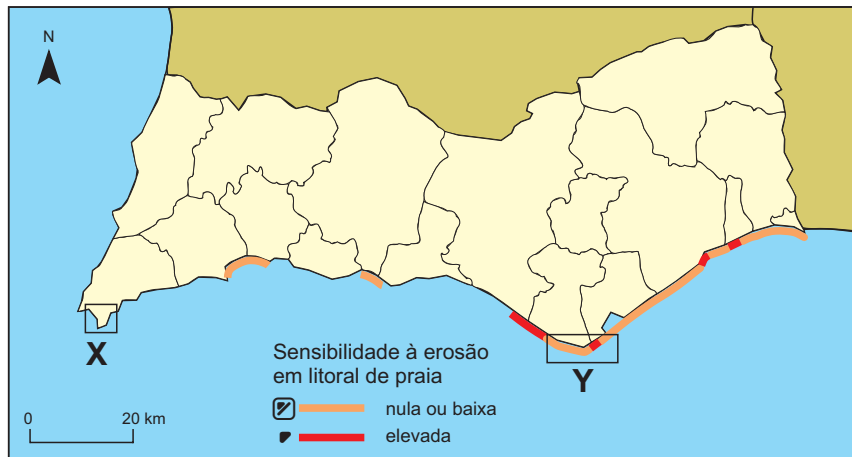 N
X
Y
Sensibilidade à erosão
em litoral de praia
nula ou baixa
elevada
0 20 km